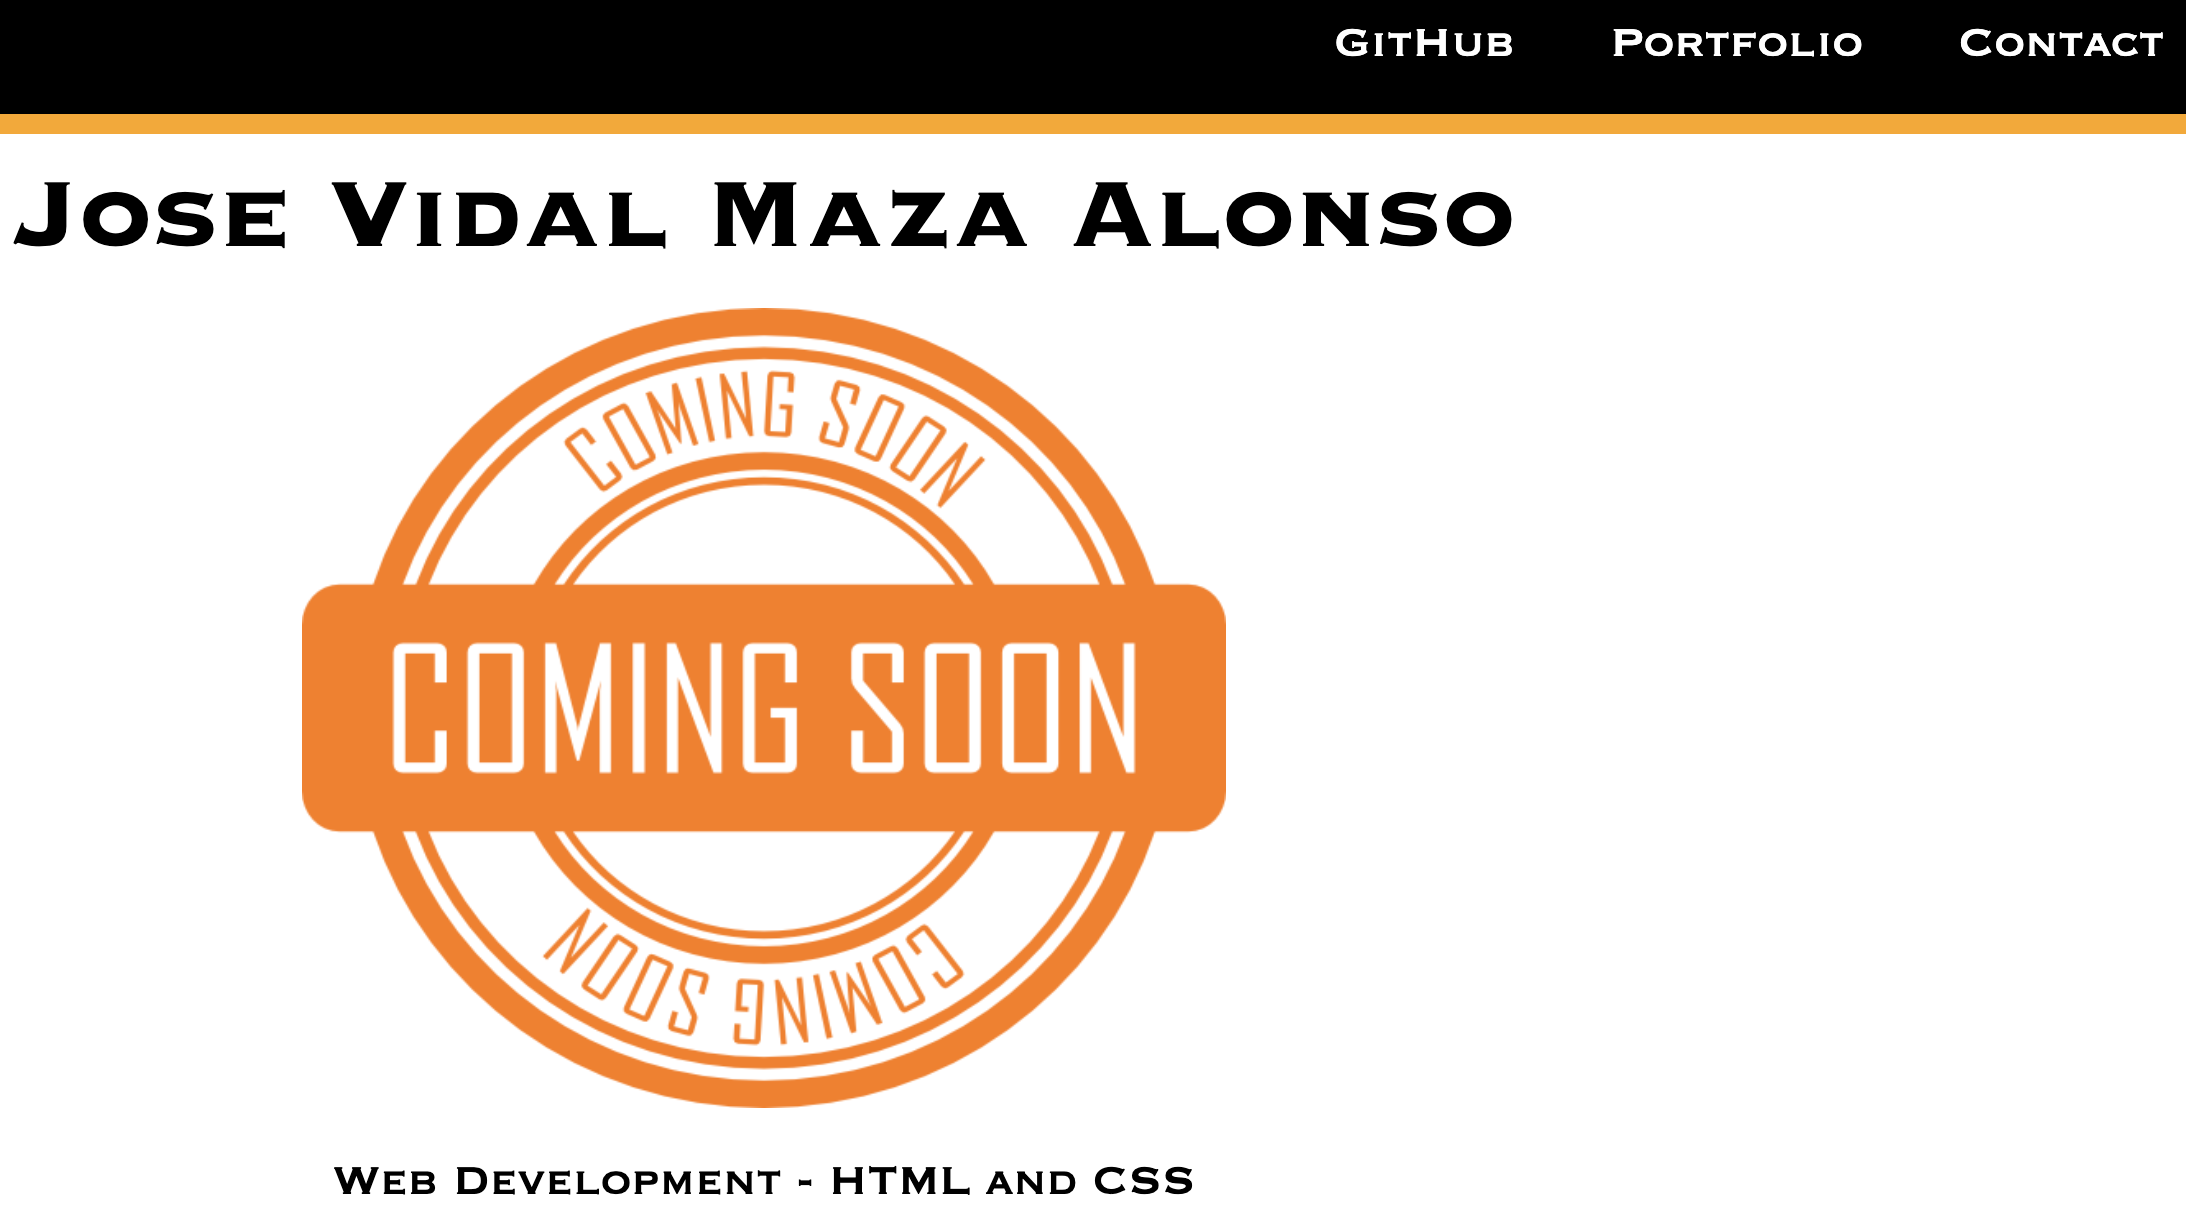 GitHub Portfolio Contact
Jose Vidal Maza Alonso
COMING SOON
COMING SOON
COMING SOON
Web Development - HTML and CSS